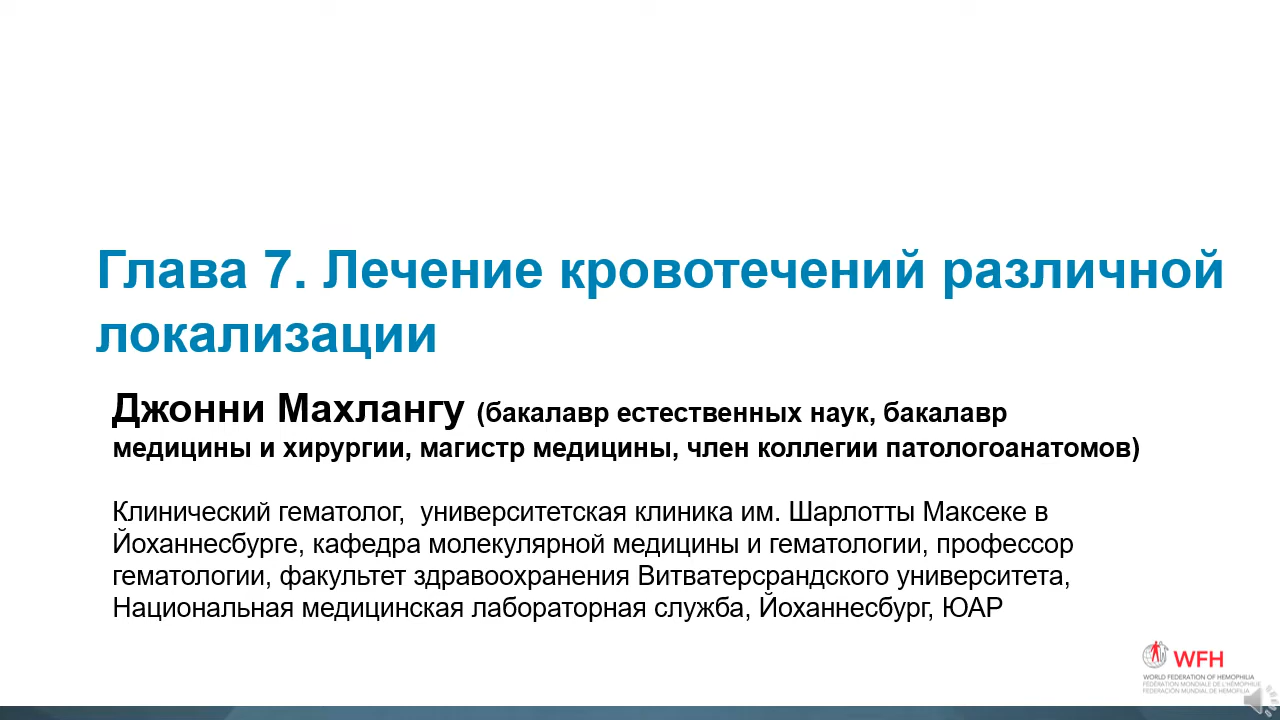 Глава 7. Лечение кровотечений различной
локализации
Джонни Махлангу (бакалавр естественных наук, бакалавр
медицины и хирургии, магистр медицины, член коллегии патологоанатомов)
Клинический гематолог, университетская клиника им. Шарлотты Максеке в
Йоханнесбурге, кафедра молекулярной медицины и гематологии, профессор
гематологии, факультет здравоохранения Витватерсрандского университета,
Национальная медицинская лабораторная служба, Йоханнесбург, ЮАР
WFH
WORLD FEDERATION OF HEMOPHILIA
FÉDÉRATION MONDIALE DE L'HÉMOPHILIE
FEDERACIÓN MUNDIAL DE HEMOFILIA